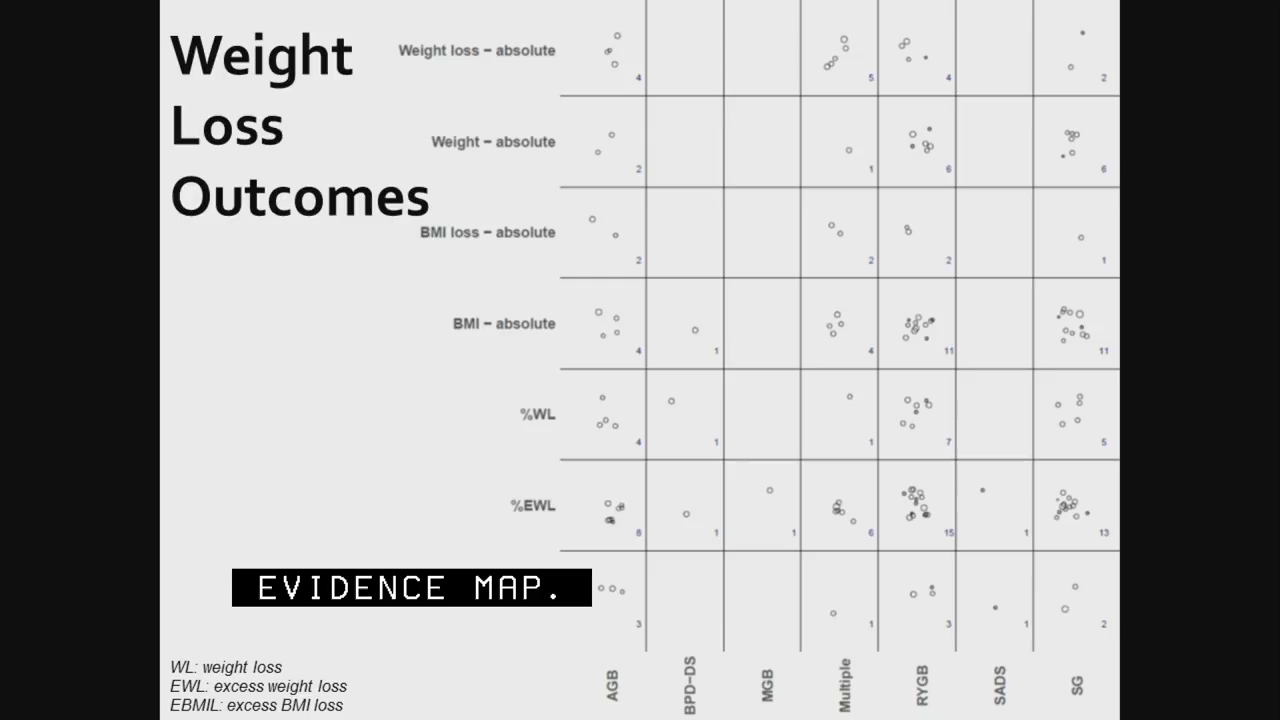 Weight
Loss
Outcomes
Weight loss – absolute
4
5
4
2
Weight – absolute
2
1
6
6
BMI loss – absolute
2
2
2
1
BMI – absolute
4
1
4
11
11
%WL
4
1
1
7
5
%EWL
8
1
1
6
15
1
13
EVIDENCE MAP.
3
1
3
1
2
AGB
BPD–DS
MGB
Multiple
RYGB
SADS
SG
WL: weight loss
EWL: excess weight loss
EBMIL: excess BMI loss